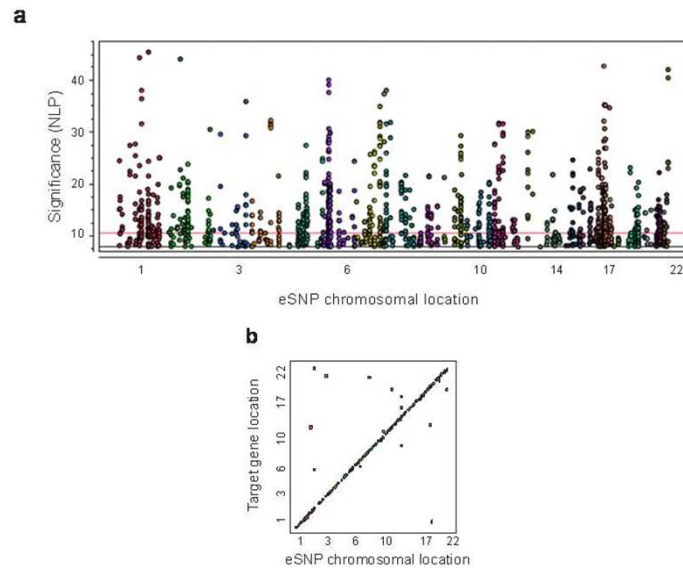 a
Significance (NLP)
40
30
20
10
1 3 6 10 14 17 22
eSNP chromosomal location
b
Target gene location
22
17
10
6
3
1
1 3 6 10 17 22
eSNP chromosomal location